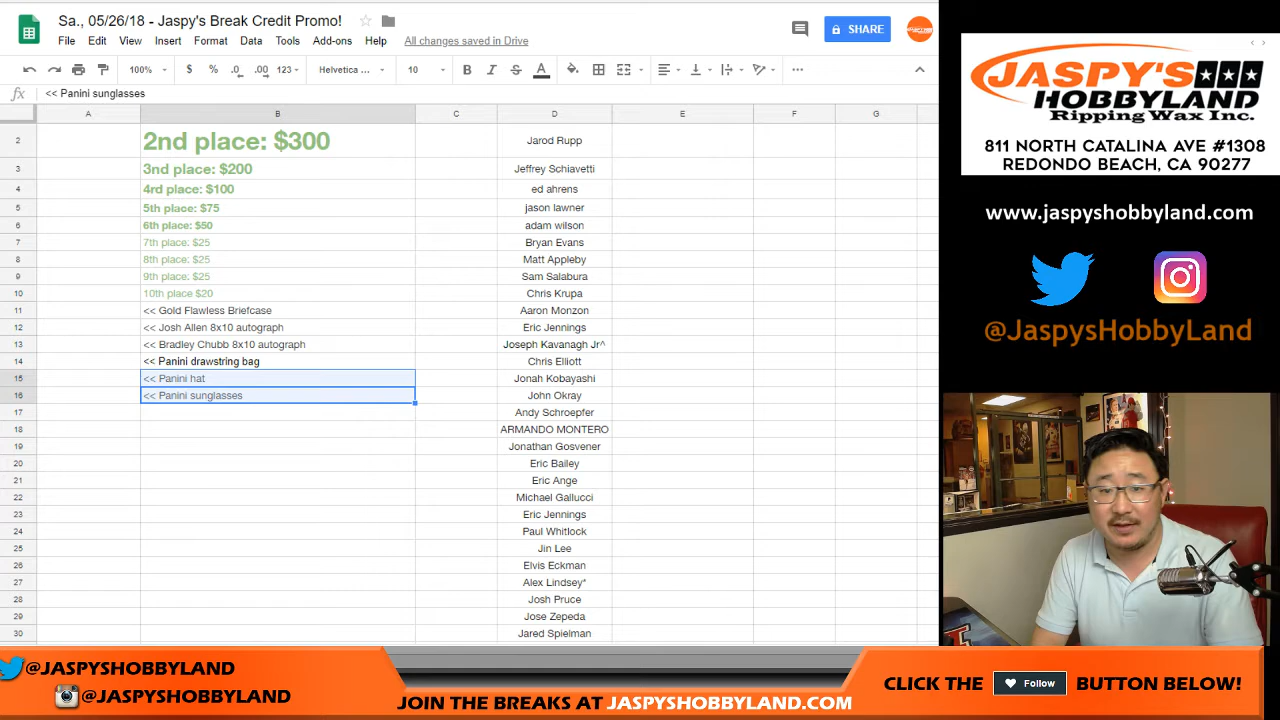 Sa., 05/26/18 - Jaspy's Break Credit Promo!
File Edit View Insert Format Data Tools Add-ons Help All changes saved in Drive
SHARE
100% $ % .0 .00 123 Helvetica ... 10 B I S A
fx << Panini sunglasses
A B C D E F G
2 2nd place: $300 Jarod Rupp
3 3nd place: $200 Jeffrey Schiavetti
4 4rd place: $100 ed ahrens
5 5th place: $75 jason lawner
6 6th place: $50 adam wilson
7 7th place: $25 Bryan Evans
8 8th place: $25 Matt Appleby
9 9th place: $25 Sam Salabura
10 10th place $20 Chris Krupa
11 << Gold Flawless Briefcase Aaron Monzon
12 << Josh Allen 8x10 autograph Eric Jennings
13 << Bradley Chubb 8x10 autograph Joseph Kavanagh Jr^
14 << Panini drawstring bag Chris Elliott
15 << Panini hat Jonah Kobayashi
16 << Panini sunglasses John Okray
17 Andy Schroepfer
18 ARMANDO MONTERO
19 Jonathan Gosvener
20 Eric Bailey
21 Eric Ange
22 Michael Gallucci
23 Eric Jennings
24 Paul Whitlock
25 Jin Lee
26 Elvis Eckman
27 Alex Lindsey*
28 Josh Pruce
29 Jose Zepeda
30 Jared Spielman
JASPY'S
HOBBYLAND
Ripping Wax Inc.
811 NORTH CATALINA AVE #1308
REDONDO BEACH, CA 90277
www.jaspyshobbyland.com
@JaspysHobbyLand
@JASPYSHOBBYLAND
@JASPYSHOBBYLAND
JOIN THE BREAKS AT JASPYSHOBBYLAND.COM
CLICK THE Follow BUTTON BELOW!